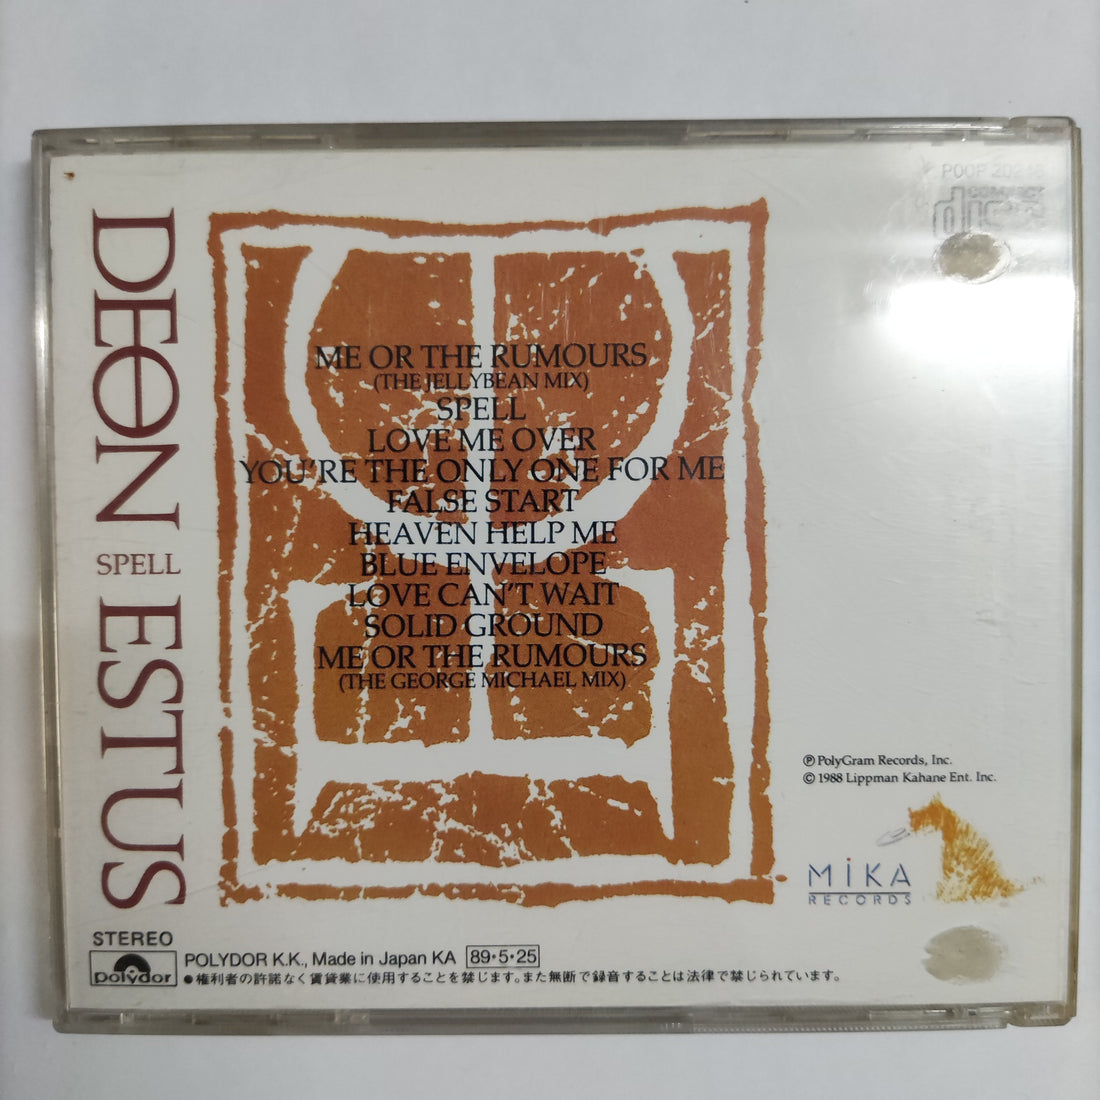 DEON ESTUS
SPELL
ME OR THE RUMOURS
(THE JELLYBEAN MIX)
SPELL
LOVE ME OVER
YOU'RE THE ONLY ONE FOR ME
FALSE START
HEAVEN HELP ME
BLUE ENVELOPE
LOVE CAN'T WAIT
SOLID GROUND
ME OR THE RUMOURS
(THE GEORGE MICHAEL MIX)
COMPACT
disc
Ⓟ PolyGram Records, Inc.
© 1988 Lippman Kahane Ent. Inc.
MiKA
RECORDS
STEREO
Polydor
POLYDOR K.K., Made in Japan KA 89·5·25
●権利者の許諾なく賃貸業に使用することを禁じます。また無断で録音することは法律で禁じられています。